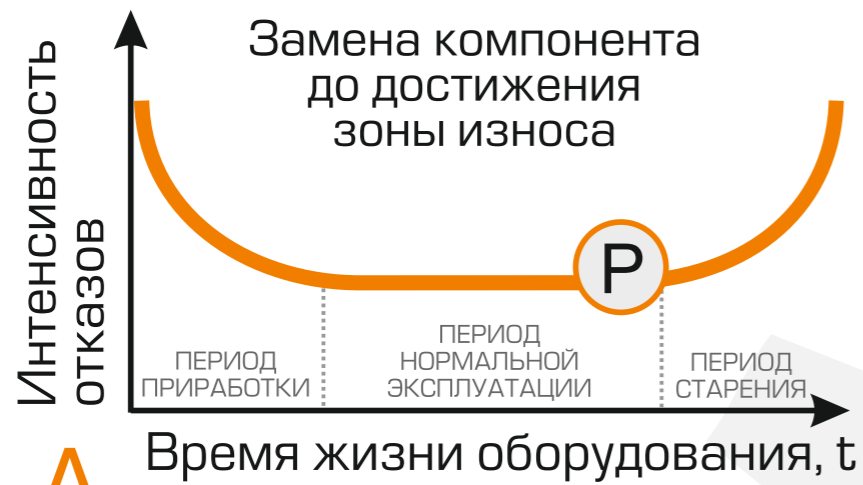 Замена компонента
до достижения
зоны износа
Интенсивность
отказов
Р
ПЕРИОД
ПРИРАБОТКИ
ПЕРИОД
НОРМАЛЬНОЙ
ЭКСПЛУАТАЦИИ
ПЕРИОД
СТАРЕНИЯ
Время жизни оборудования, t